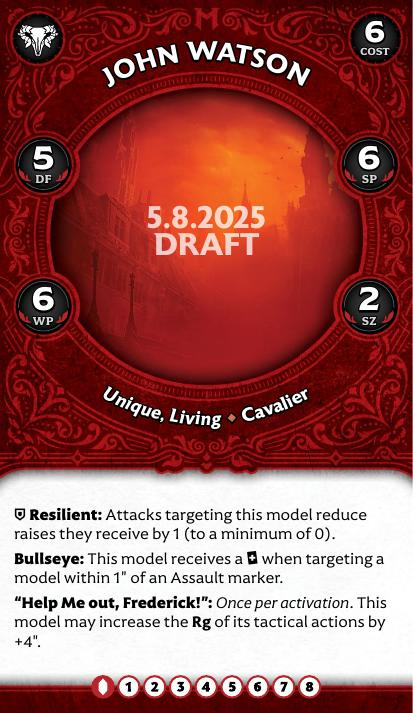 6
COST
JOHN WATSON
5
DF
6
SP
5.8.2025
DRAFT
6
WP
2
SZ
Unique, Living ◆ Cavalier
Resilient: Attacks targeting this model reduce
raises they receive by 1 (to a minimum of 0).
Bullseye: This model receives a + when targeting a
model within 1" of an Assault marker.
“Help Me out, Frederick!”: Once per activation. This
model may increase the Rg of its tactical actions by
+4".
1 2 3 4 5 6 7 8